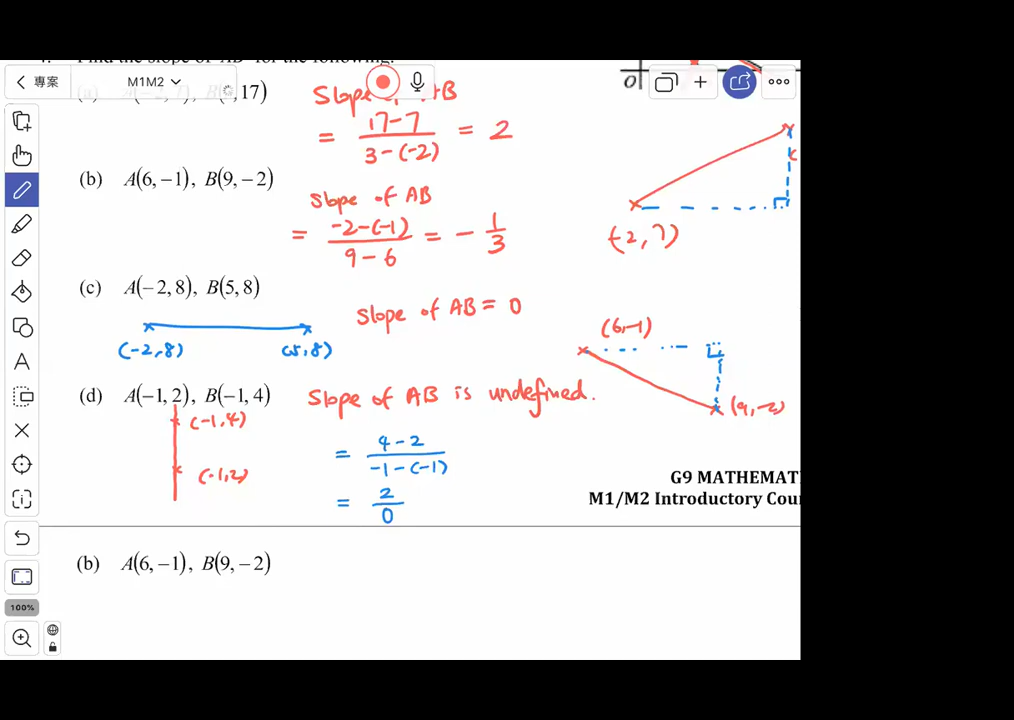 専案
M1M2
,17)
Slope AB
= 17-7 / 3-(-2) = 2
(b) A(6,−1), B(9,−2)
Slope of AB
= -2-(-1) / 9-6 = - 1/3
(-2,7)
(c) A(−2,8), B(5,8)
Slope of AB = 0
(-2,8) (5,8)
(6,-1)
(d) A(−1,2), B(−1,4)
Slope of AB is undefined.
(-1,4)
(9,-2)
= 4-2 / -1-(-1)
(-1,2)
= 2/0
G9 MATHEMAT
M1/M2 Introductory Cou
(b) A(6,−1), B(9,−2)
100%